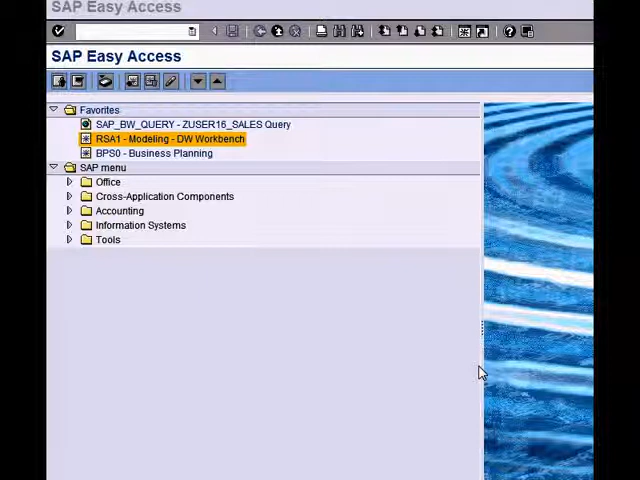 SAP Easy Access
SAP Easy Access
Favorites
SAP_BW_QUERY - ZUSER16_SALES Query
RSA1 - Modeling - DW Workbench
BPS0 - Business Planning
SAP menu
Office
Cross-Application Components
Accounting
Information Systems
Tools